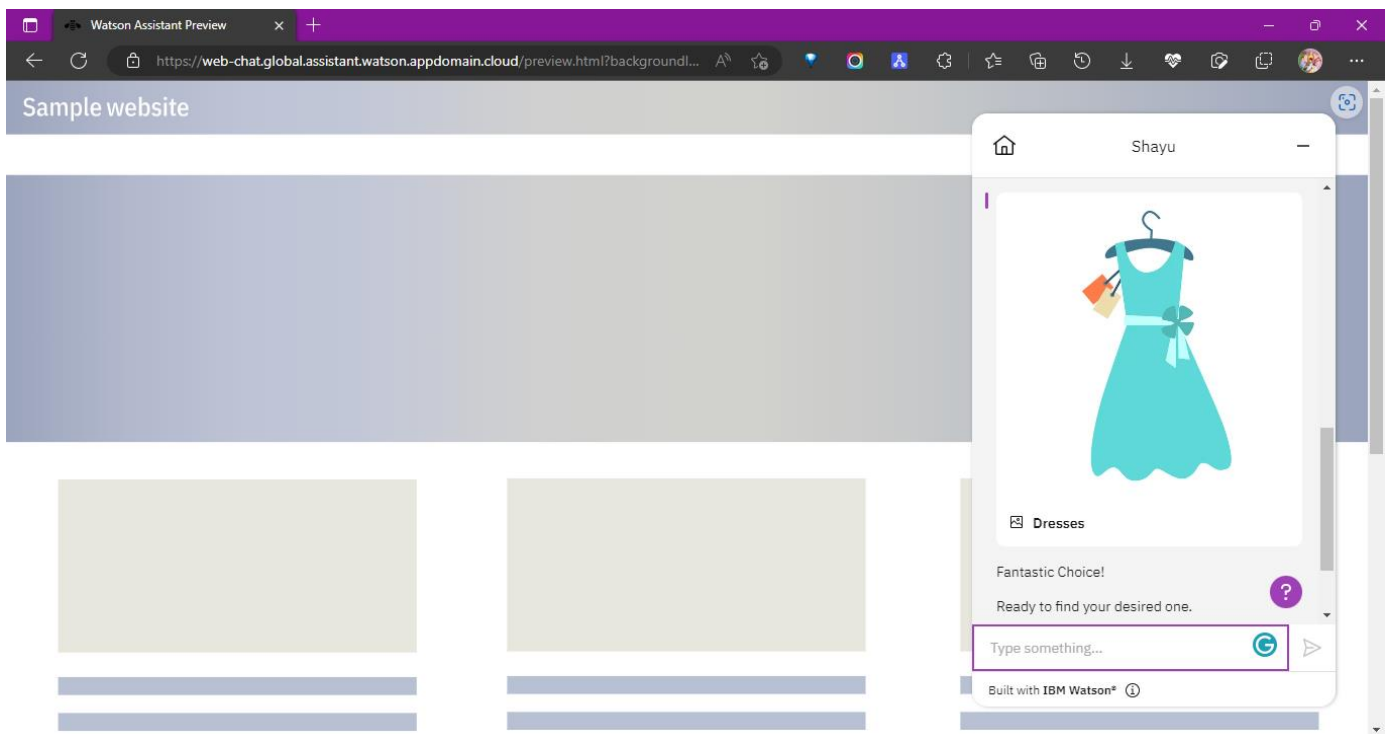 Watson Assistant Preview
https://web-chat.global.assistant.watson.appdomain.cloud/preview.html?backgroundI...
Sample website
Shayu
Dresses
Fantastic Choice!
Ready to find your desired one.
?
Type something...
Built with IBM Watson®